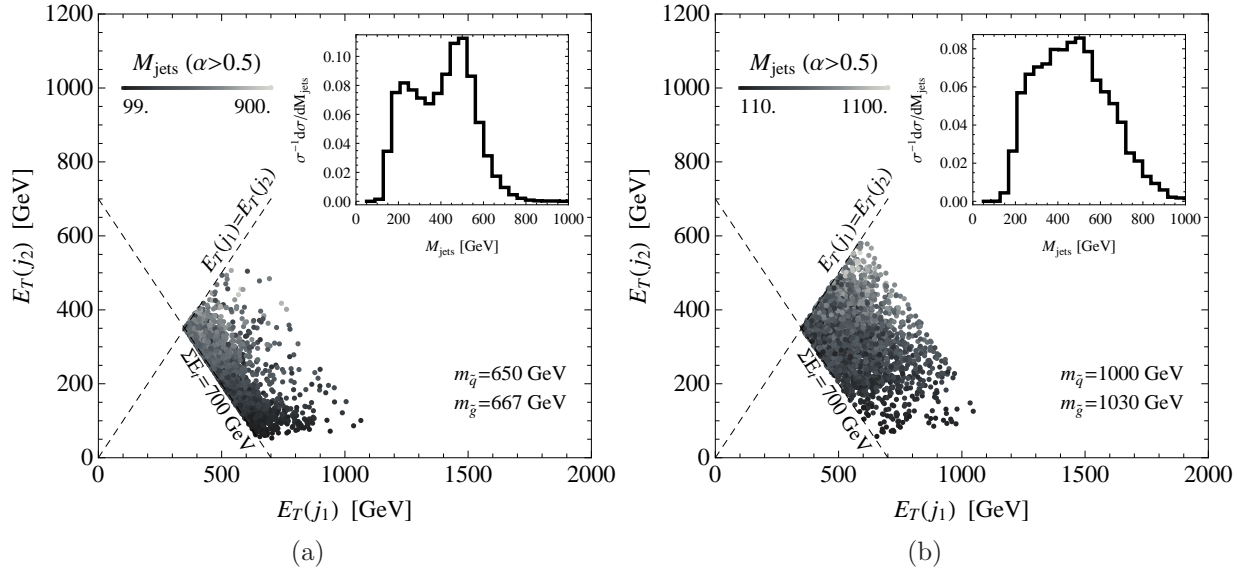 1200
1000
800
600
400
200
0
E_T(j_2) [GeV]
M_jets (α>0.5)
99. 900.
E_T(j_1)=E_T(j_2)
ΣE_T=700 GeV
0.10
0.08
0.06
0.04
0.02
0.00
σ^{-1}dσ/dM_jets
0 200 400 600 800 1000
M_jets [GeV]
m_q̃=650 GeV
m_g̃=667 GeV
0 500 1000 1500 2000
E_T(j_1) [GeV]
(a)
1200
1000
800
600
400
200
0
E_T(j_2) [GeV]
M_jets (α>0.5)
110. 1100.
E_T(j_1)=E_T(j_2)
ΣE_T=700 GeV
0.08
0.06
0.04
0.02
0.00
σ^{-1}dσ/dM_jets
0 200 400 600 800 1000
M_jets [GeV]
m_q̃=1000 GeV
m_g̃=1030 GeV
0 500 1000 1500 2000
E_T(j_1) [GeV]
(b)